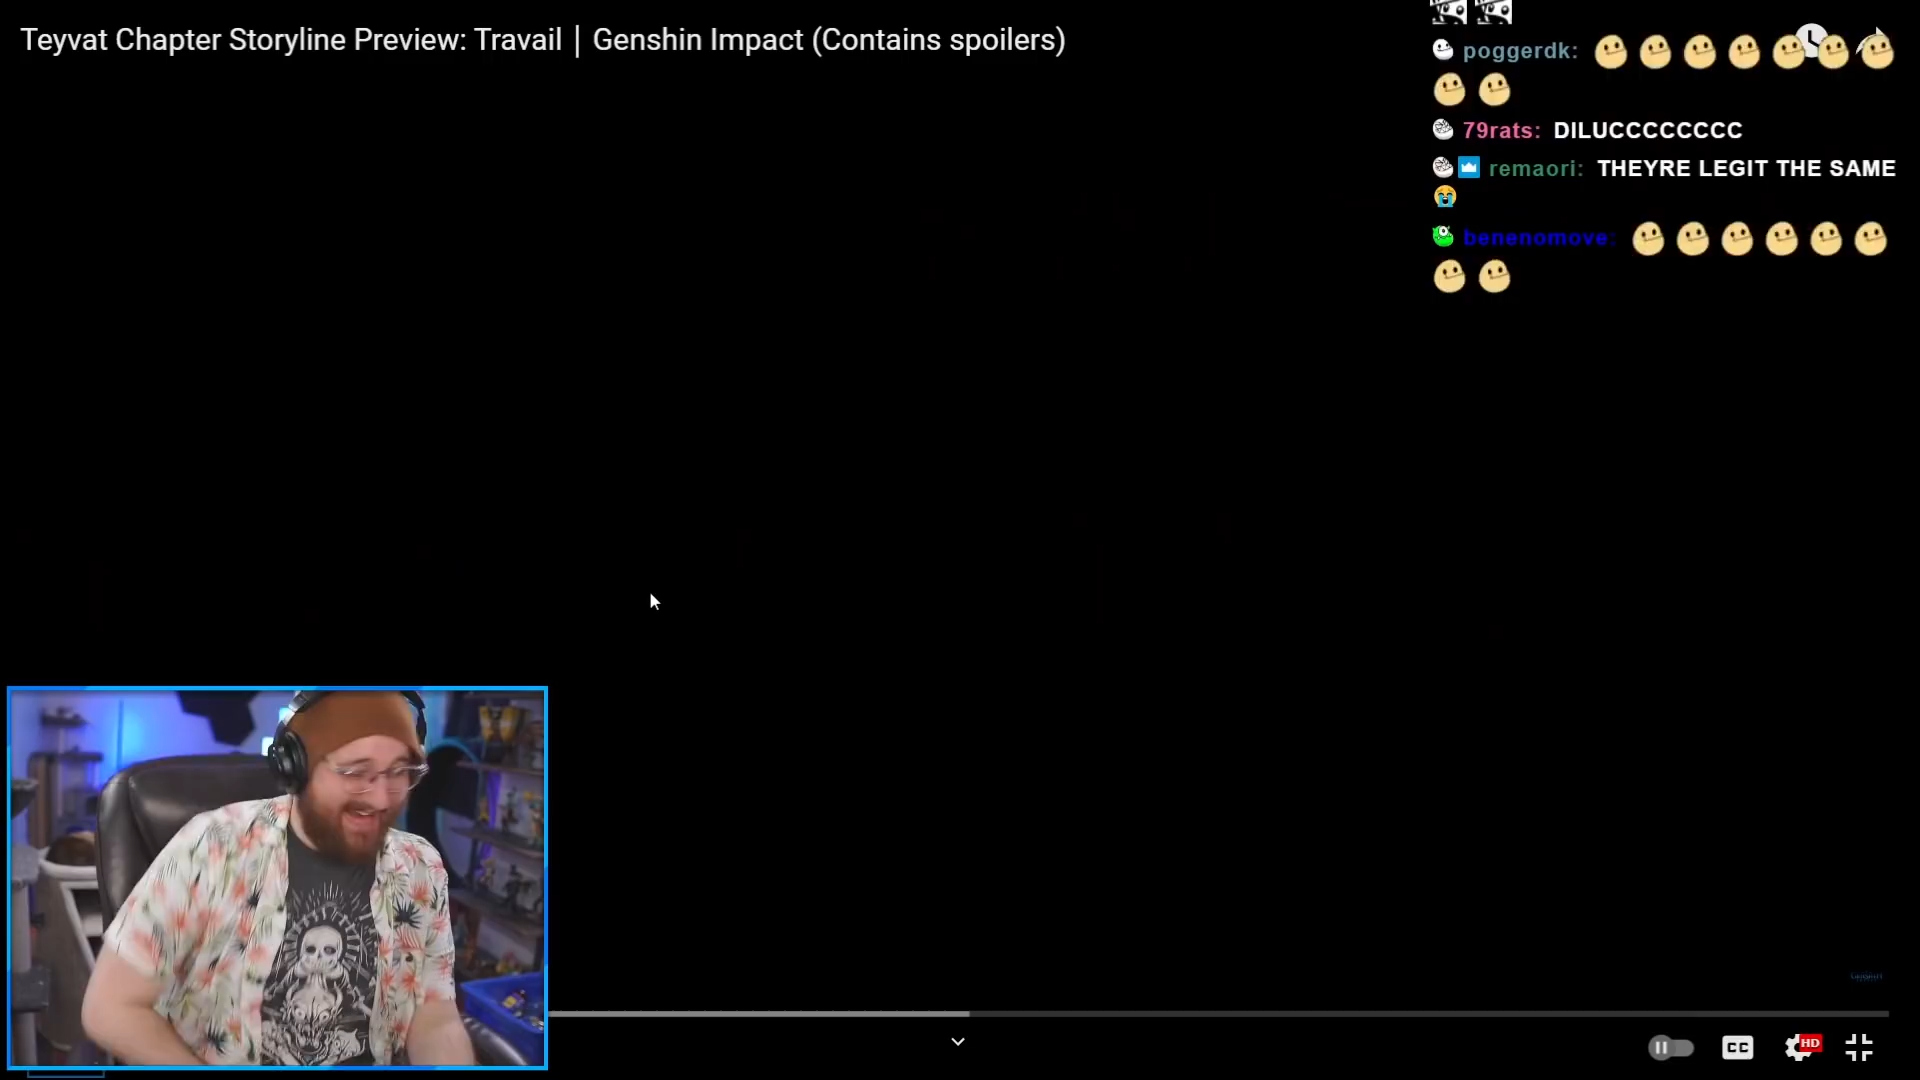 Teyvat Chapter Storyline Preview: Travail | Genshin Impact (Contains spoilers)
poggerdk:
79rats: DILUCCCCCCCC
remaori: THEYRE LEGIT THE SAME
benenomove:
CC
HD